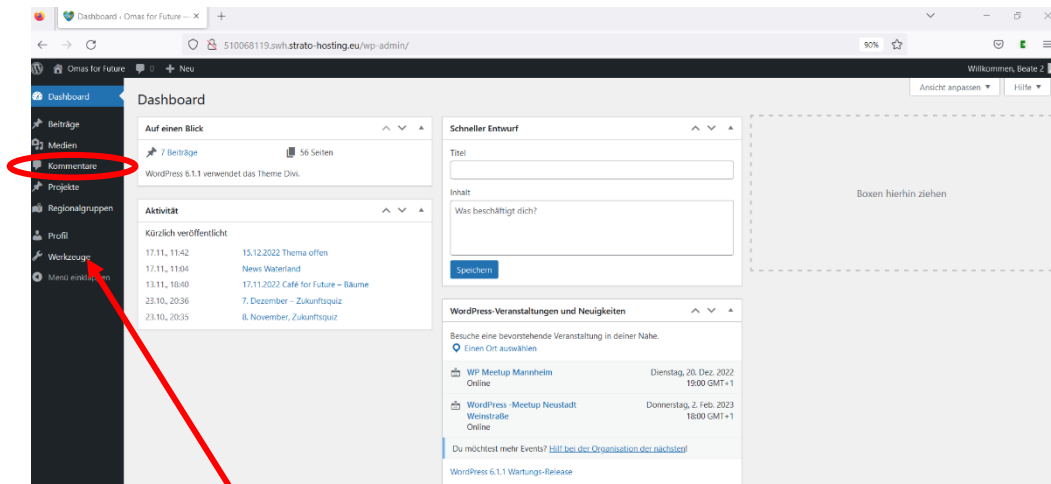 Dashboard ‹ Omas for Future —
510068119.swh.strato-hosting.eu/wp-admin/
90%
Omas for Future 0 + Neu
Willkommen, Beate 2
Dashboard
Beiträge
Medien
Kommentare
Projekte
Regionalgruppen
Profil
Werkzeuge
Menü einklappen
Ansicht anpassen Hilfe
Dashboard
Auf einen Blick
7 Beiträge 56 Seiten
WordPress 6.1.1 verwendet das Theme Divi.
Aktivität
Kürzlich veröffentlicht
17.11., 11:42 15.12.2022 Thema offen
17.11., 11:04 News Waterland
13.11., 18:40 17.11.2022 Café for Future – Bäume
23.10., 20:36 7. Dezember – Zukunftsquiz
23.10., 20:35 8. November, Zukunftsquiz
Schneller Entwurf
Titel
Inhalt
Was beschäftigt dich?
Speichern
WordPress-Veranstaltungen und Neuigkeiten
Besuche eine bevorstehende Veranstaltung in deiner Nähe.
Einen Ort auswählen
WP Meetup Mannheim Dienstag, 20. Dez. 2022
Online 19:00 GMT+1
WordPress -Meetup Neustadt Donnerstag, 2. Feb. 2023
Weinstraße 18:00 GMT+1
Online
Du möchtest mehr Events? Hilf bei der Organisation der nächsten!
WordPress 6.1.1 Wartungs-Release
Boxen hierhin ziehen